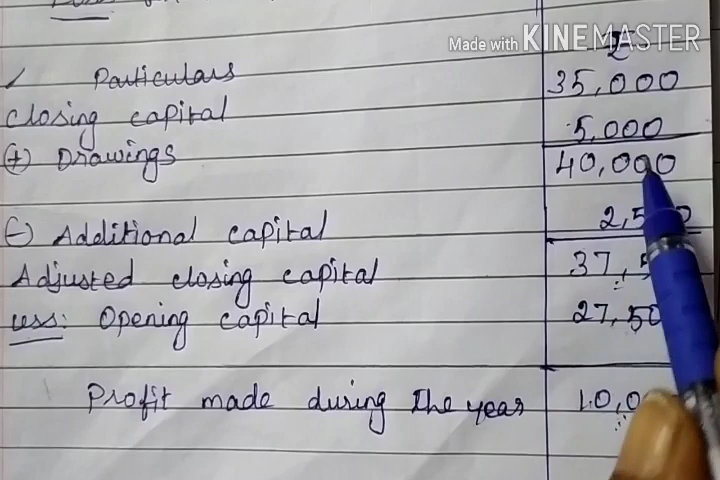 Made with KINEMASTER
Particulars
35,000
Closing capital
5,000
(+) Drawings
40,000
(-) Additional capital
Adjusted closing capital
Less: Opening capital
Profit made during the year